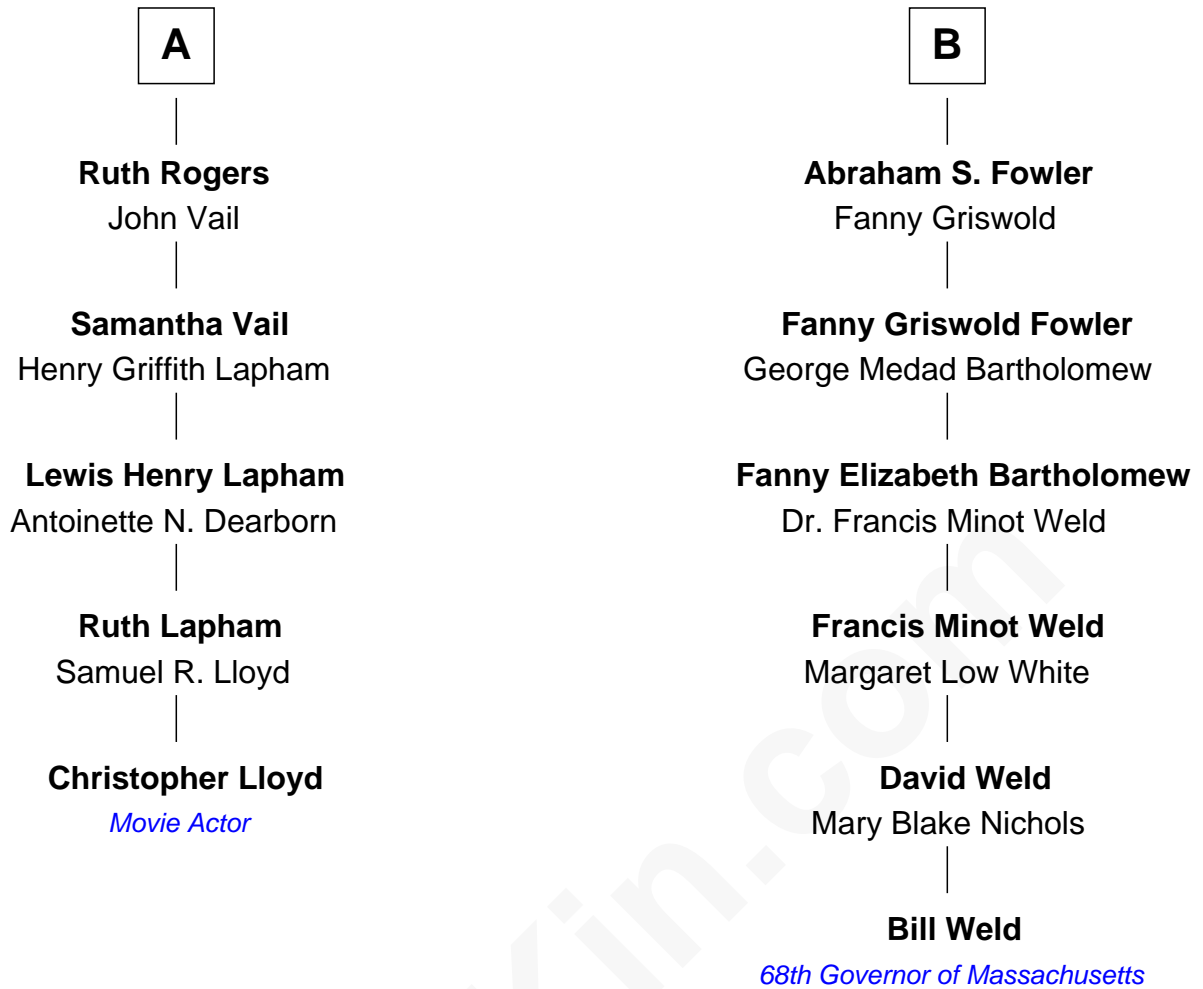 A
Ruth Rogers
John Vail
Samantha Vail
Henry Griffith Lapham
Lewis Henry Lapham
Antoinette N. Dearborn
Ruth Lapham
Samuel R. Lloyd
Christopher Lloyd
Movie Actor
B
Abraham S. Fowler
Fanny Griswold
Fanny Griswold Fowler
George Medad Bartholomew
Fanny Elizabeth Bartholomew
Dr. Francis Minot Weld
Francis Minot Weld
Margaret Low White
David Weld
Mary Blake Nichols
Bill Weld
68th Governor of Massachusetts
Kin.com